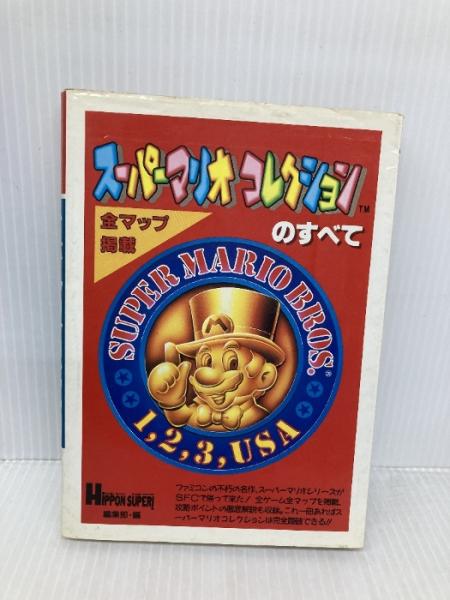 スーパーマリオコレクション™
のすべて
全マップ
掲載
SUPER MARIO BROS.®
M
1,2,3,USA
HIPPON SUPER!
編集部・編
ファミコンの不朽の名作、スーパーマリオシリーズが
SFCで帰って来た! 全ゲーム全マップを掲載。
攻略ポイントの徹底解説も収録。これ一冊あればス
ーパーマリオコレクションは完全攻略できる!!